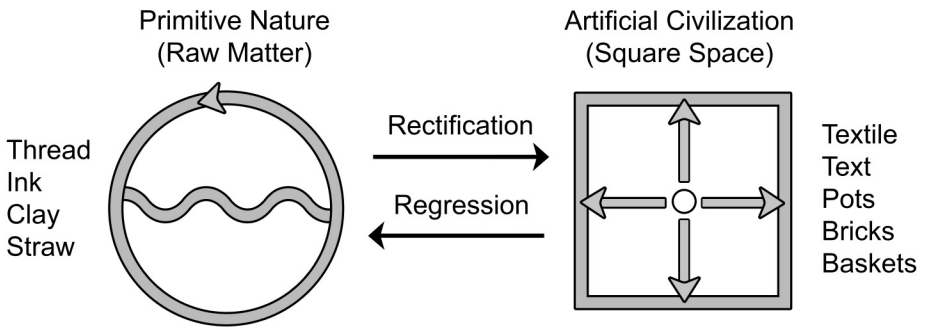 Primitive Nature
(Raw Matter)
Artificial Civilization
(Square Space)
Thread
Ink
Clay
Straw
Rectification
Regression
Textile
Text
Pots
Bricks
Baskets